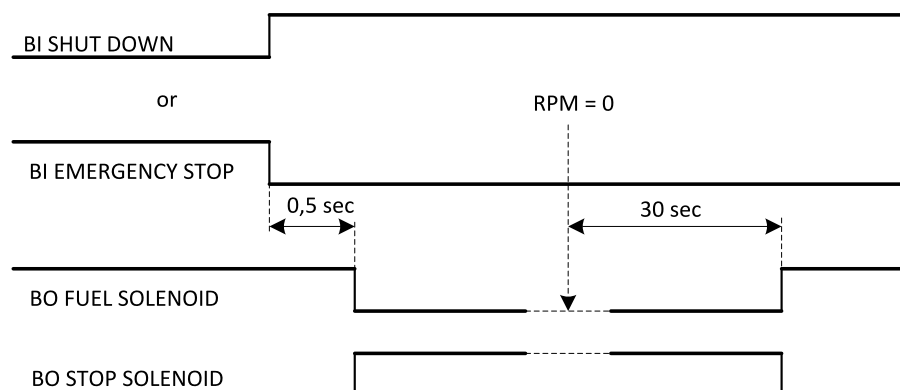 BI SHUT DOWN
or
RPM = 0
BI EMERGENCY STOP
0,5 sec
30 sec
BO FUEL SOLENOID
BO STOP SOLENOID